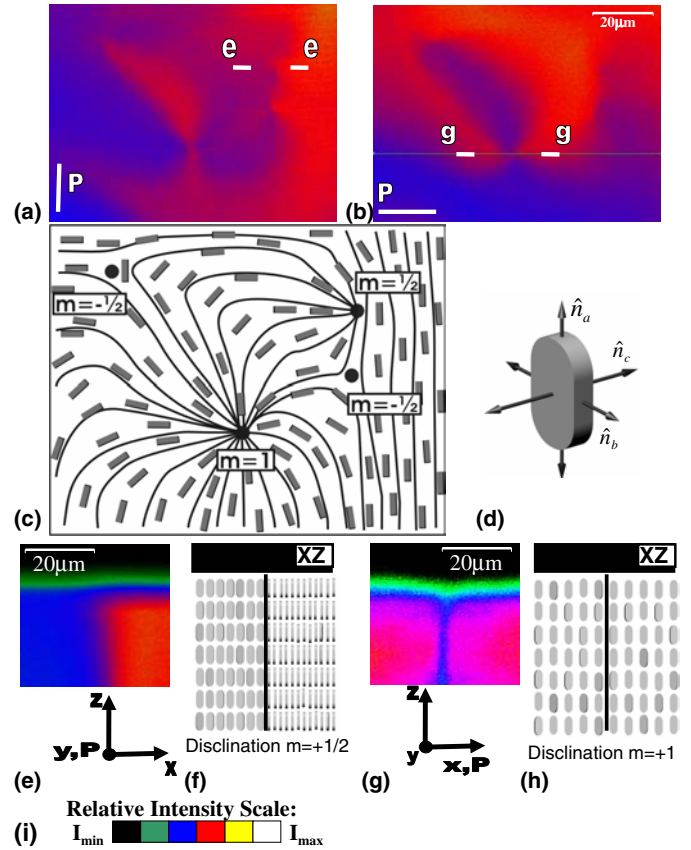 e e
P
(a)
20μm
g g
P
(b)
m=-½
m=½
m=-½
m=1
(c)
n̂a
n̂c
n̂b
(d)
20μm
z
y,P
x
(e)
XZ
Disclination m=+1/2
(f)
20μm
z
y
x,P
(g)
XZ
Disclination m=+1
(h)
Relative Intensity Scale:
(i) Imin Imax